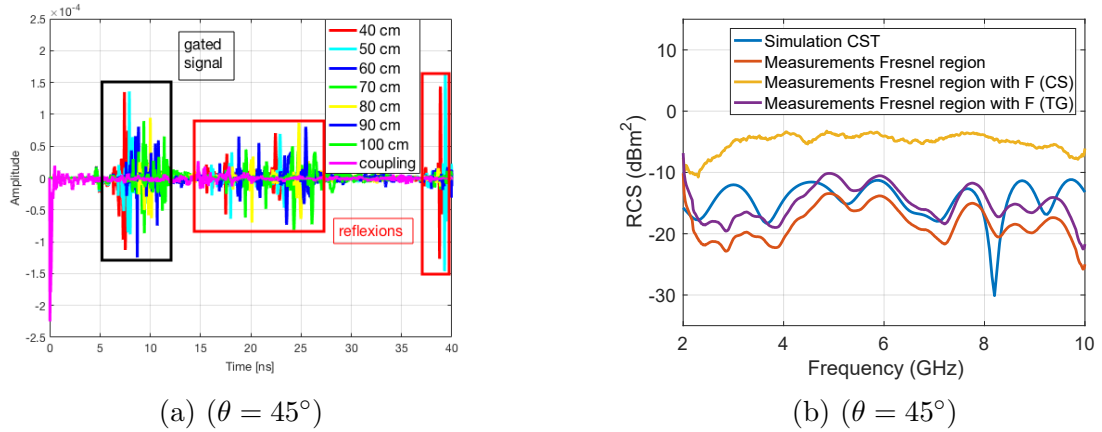 ×10⁻⁴
2.5
2
1.5
1
0.5
0
-0.5
-1
-1.5
-2
-2.5
Amplitude
0 5 10 15 20 25 30 35 40
Time [ns]
gated
signal
40 cm
50 cm
60 cm
70 cm
80 cm
90 cm
100 cm
coupling
reflexions
(a) (θ = 45°)
10
0
-10
-20
-30
RCS (dBm²)
Simulation CST
Measurements Fresnel region
Measurements Fresnel region with F (CS)
Measurements Fresnel region with F (TG)
2 4 6 8 10
Frequency (GHz)
(b) (θ = 45°)